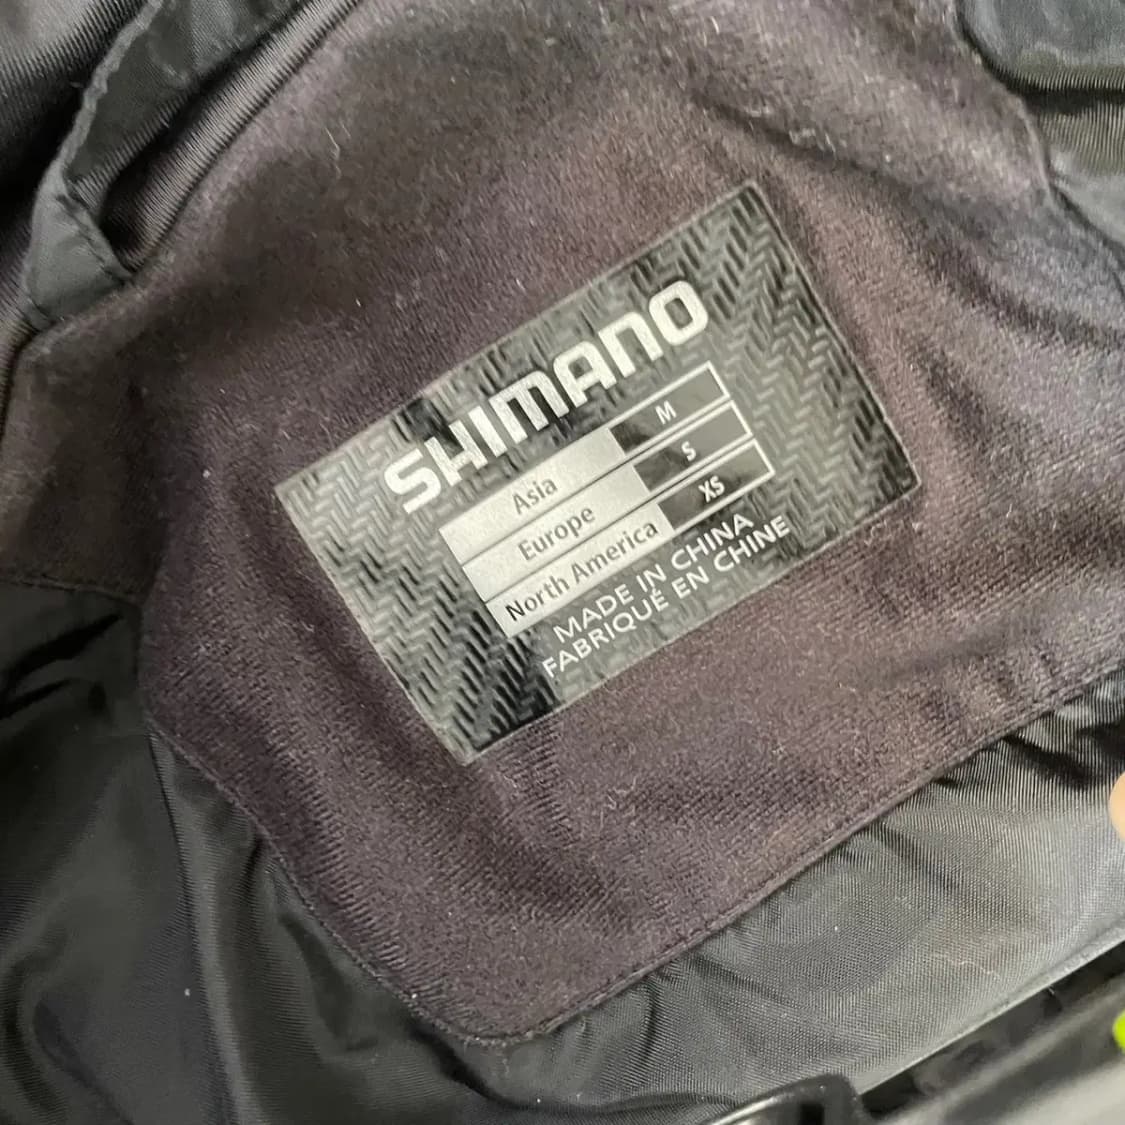 SHIMANO
Asia M
Europe S
North America XS
MADE IN CHINA
FABRIQUÉ EN CHINE